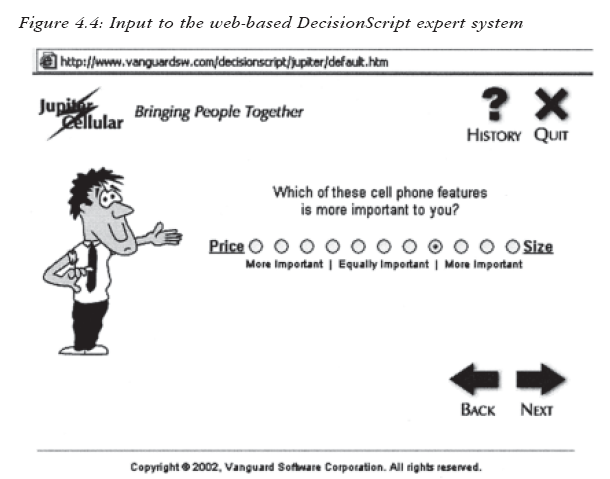 Figure 4.4: Input to the web-based DecisionScript expert system
http://www.vanguardsw.com/decisionscript/jupiter/default.htm
Jupiter
Cellular
Bringing People Together
HISTORY QUIT
Which of these cell phone features
is more important to you?
Price Size
More Important | Equally Important | More Important
BACK NEXT
Copyright © 2002, Vanguard Software Corporation. All rights reserved.